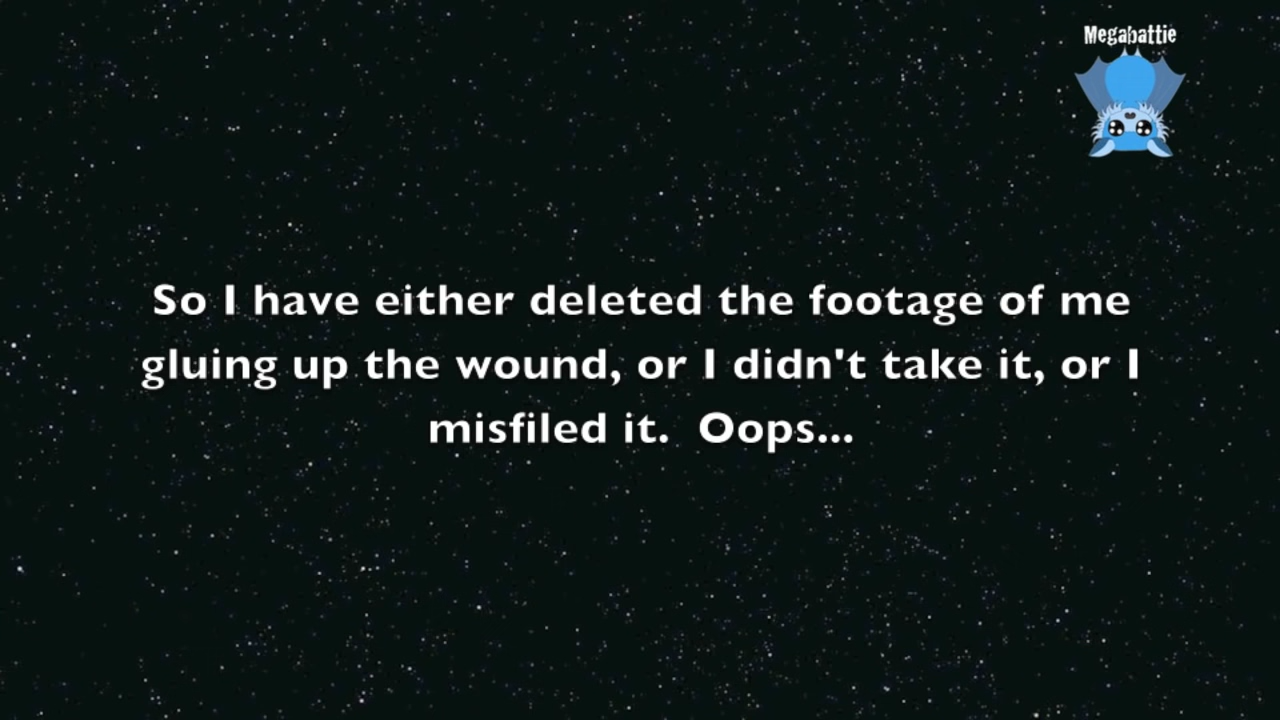 Megabattie
So I have either deleted the footage of me
gluing up the wound, or I didn't take it, or I
misfiled it.  Oops...